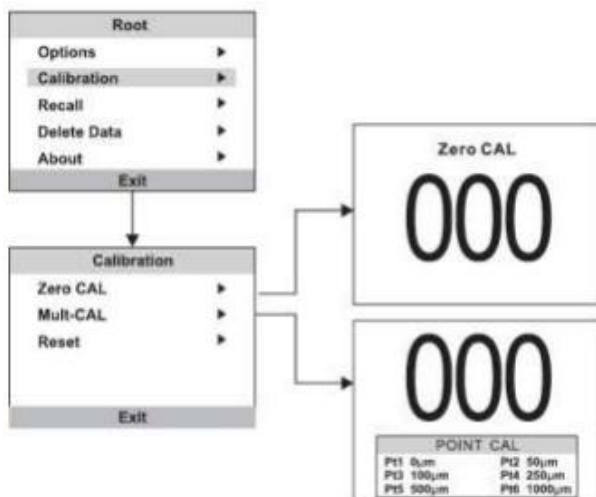 Root
Options
Calibration
Recall
Delete Data
About
Exit
Calibration
Zero CAL
Mult-CAL
Reset
Exit
Zero CAL
000
000
POINT CAL
Pt1 0μm Pt2 50μm
Pt3 100μm Pt4 250μm
Pt5 500μm Pt6 1000μm